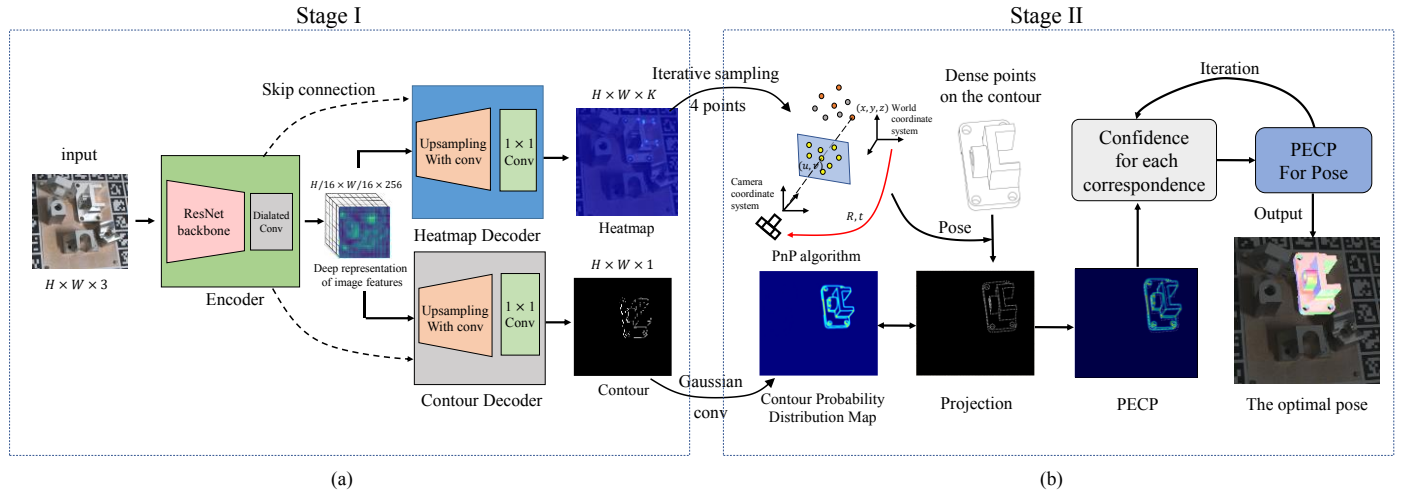 Stage I
input
H × W × 3
ResNet
backbone
Dialated
Conv
Encoder
Skip connection
H/16 × W/16 × 256
Deep representation
of image features
Upsampling
With conv
1 × 1
Conv
Heatmap Decoder
Upsampling
With conv
1 × 1
Conv
Contour Decoder
H × W × K
Heatmap
H × W × 1
Contour
(a)
Stage II
Iterative sampling
4 points
(x, y, z) World
coordinate
system
(u, v)
Camera
coordinate
system
R, t
PnP algorithm
Dense points
on the contour
Pose
Gaussian
conv
Contour Probability
Distribution Map
Projection
PECP
Confidence
for each
correspondence
Iteration
PECP
For Pose
Output
The optimal pose
(b)